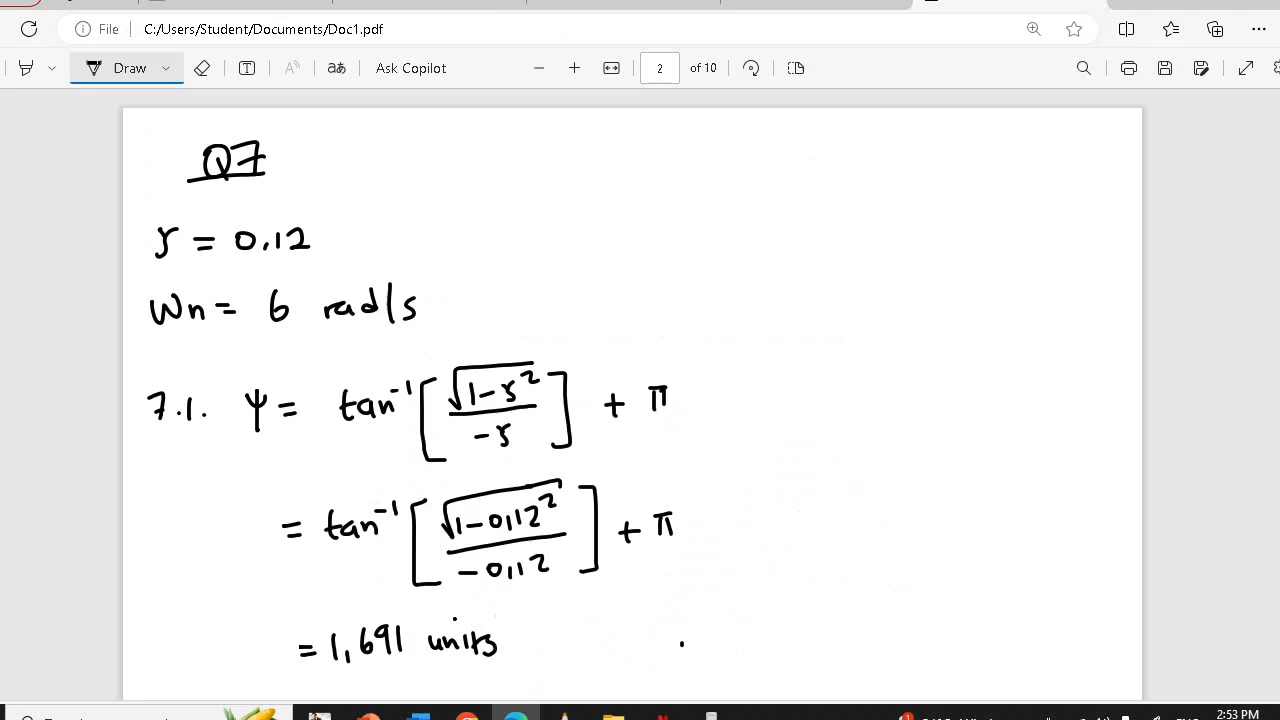 File C:/Users/Student/Documents/Doc1.pdf
Draw Ask Copilot 2 of 10
Q7
ζ = 0.12
Wn = 6 rad/s
7.1. Ψ = tan⁻¹ [ √(1-ζ²) / -ζ ] + π
= tan⁻¹ [ √(1-0,12²) / -0,12 ] + π
= 1,691 units
2:53 PM